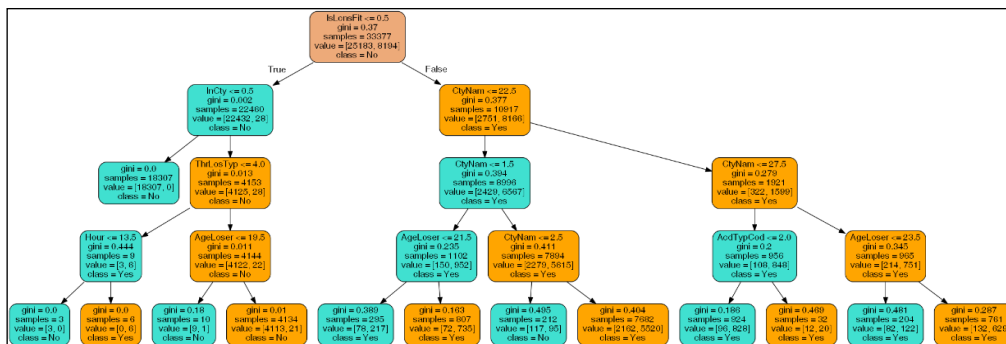 IsLonsFit <= 0.5
gini = 0.37
samples = 33377
value = [25183, 8194]
class = No
True
False
InCty <= 0.5
gini = 0.002
samples = 22460
value = [22432, 28]
class = No
CtyNam <= 22.5
gini = 0.377
samples = 10917
value = [2751, 8166]
class = Yes
gini = 0.0
samples = 18307
value = [18307, 0]
class = No
ThrLosTyp <= 4.0
gini = 0.013
samples = 4153
value = [4125, 28]
class = No
CtyNam <= 1.5
gini = 0.394
samples = 8996
value = [2429, 6567]
class = Yes
CtyNam <= 27.5
gini = 0.279
samples = 1921
value = [322, 1599]
class = Yes
Hour <= 13.5
gini = 0.444
samples = 9
value = [3, 6]
class = Yes
AgeLoser <= 19.5
gini = 0.011
samples = 4144
value = [4122, 22]
class = No
AgeLoser <= 21.5
gini = 0.235
samples = 1102
value = [150, 952]
class = Yes
CtyNam <= 2.5
gini = 0.411
samples = 7894
value = [2279, 5615]
class = Yes
AcdTypCod <= 2.0
gini = 0.2
samples = 956
value = [108, 848]
class = Yes
AgeLoser <= 23.5
gini = 0.345
samples = 965
value = [214, 751]
class = Yes
gini = 0.0
samples = 3
value = [3, 0]
class = No
gini = 0.0
samples = 6
value = [0, 6]
class = Yes
gini = 0.18
samples = 10
value = [9, 1]
class = No
gini = 0.01
samples = 4134
value = [4113, 21]
class = No
gini = 0.389
samples = 295
value = [78, 217]
class = Yes
gini = 0.163
samples = 807
value = [72, 735]
class = Yes
gini = 0.495
samples = 212
value = [117, 95]
class = No
gini = 0.404
samples = 7682
value = [2162, 5520]
class = Yes
gini = 0.186
samples = 924
value = [96, 828]
class = Yes
gini = 0.469
samples = 32
value = [12, 20]
class = Yes
gini = 0.481
samples = 204
value = [82, 122]
class = Yes
gini = 0.287
samples = 761
value = [132, 629]
class = Yes